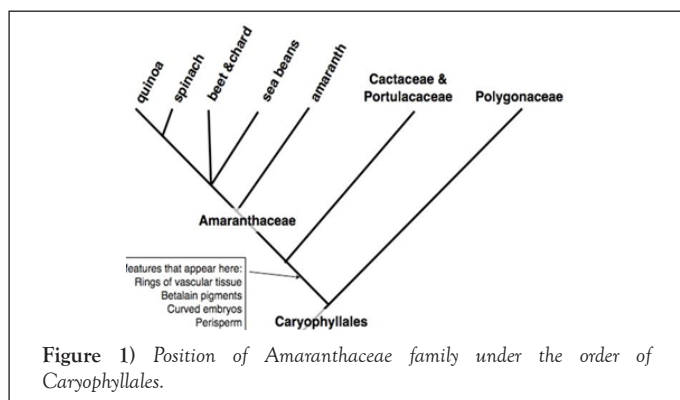 quinoa
spinach
beet &chard
sea beans
amaranth
Cactaceae &
Portulacaceae
Polygonaceae
Amaranthaceae
features that appear here:
Rings of vascular tissue
Betalain pigments
Curved embryos
Perisperm
Caryophyllales
Figure 1) Position of Amaranthaceae family under the order of
Caryophyllales.